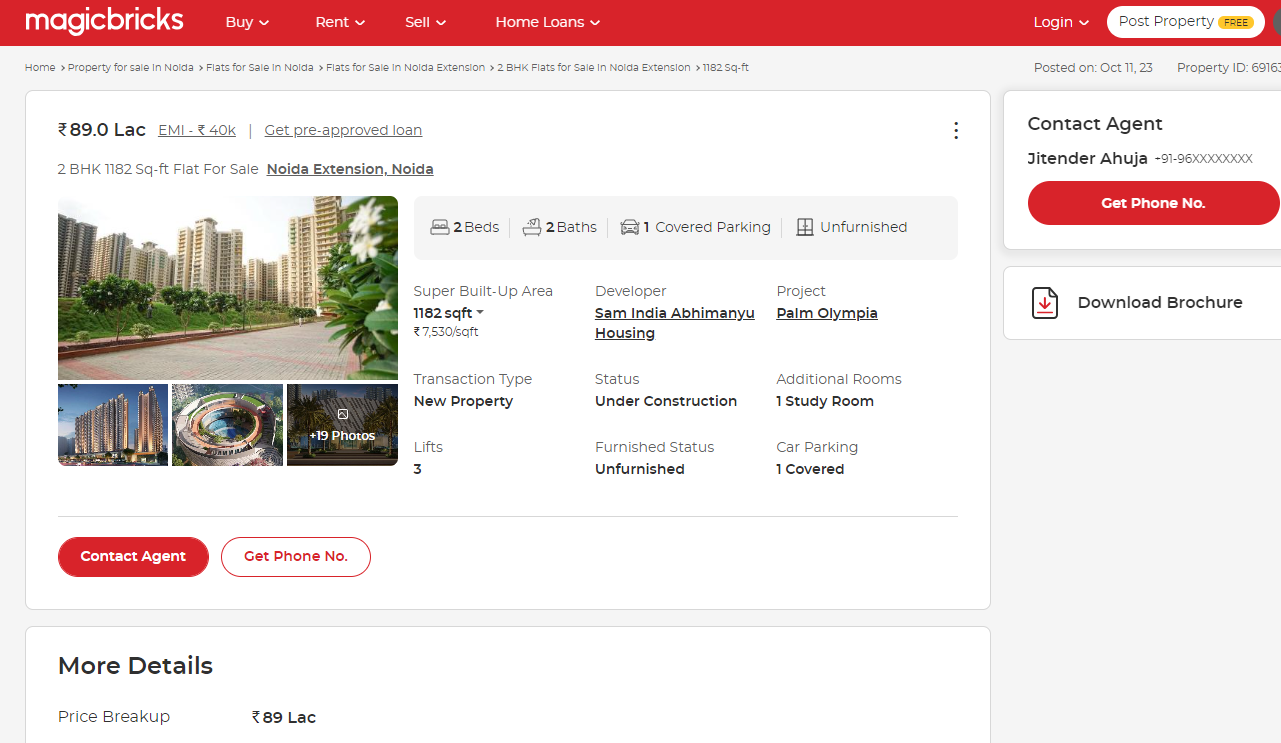 magicbricks
Buy
Rent
Sell
Home Loans
Login
Post Property FREE
Home > Property for sale in Noida > Flats for Sale in Noida > Flats for Sale in Noida Extension > 2 BHK Flats for Sale in Noida Extension > 1182 Sq-ft
Posted on: Oct 11, 23 Property ID: 69163
₹89.0 Lac EMI - ₹ 40k | Get pre-approved loan
2 BHK 1182 Sq-ft Flat For Sale Noida Extension, Noida
2 Beds
2 Baths
1 Covered Parking
Unfurnished
Super Built-Up Area
1182 sqft
₹7,530/sqft
Developer
Sam India Abhimanyu
Housing
Project
Palm Olympia
Transaction Type
New Property
Status
Under Construction
Additional Rooms
1 Study Room
Lifts
3
Furnished Status
Unfurnished
Car Parking
1 Covered
+19 Photos
Contact Agent
Get Phone No.
Contact Agent
Jitender Ahuja +91-96XXXXXXXX
Get Phone No.
Download Brochure
More Details
Price Breakup ₹89 Lac